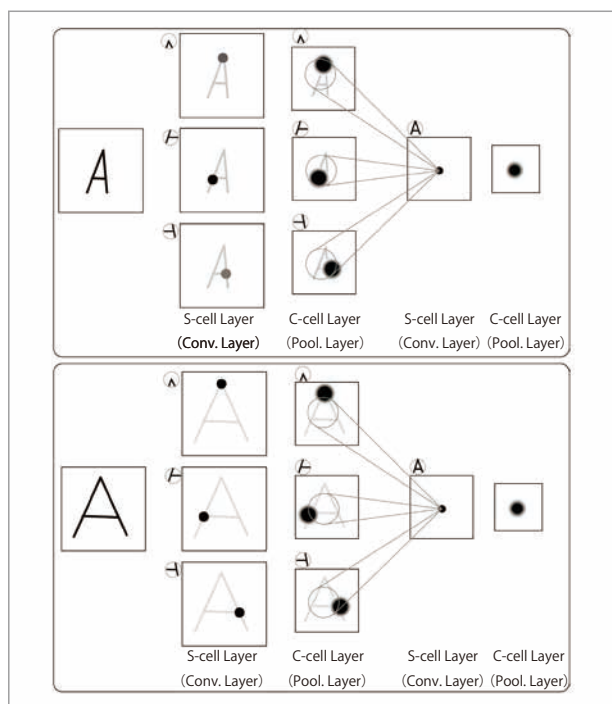 A
A
S-cell Layer C-cell Layer S-cell Layer C-cell Layer
(Conv. Layer) (Pool. Layer) (Conv. Layer) (Pool. Layer)
A
A
S-cell Layer C-cell Layer S-cell Layer C-cell Layer
(Conv. Layer) (Pool. Layer) (Conv. Layer) (Pool. Layer)